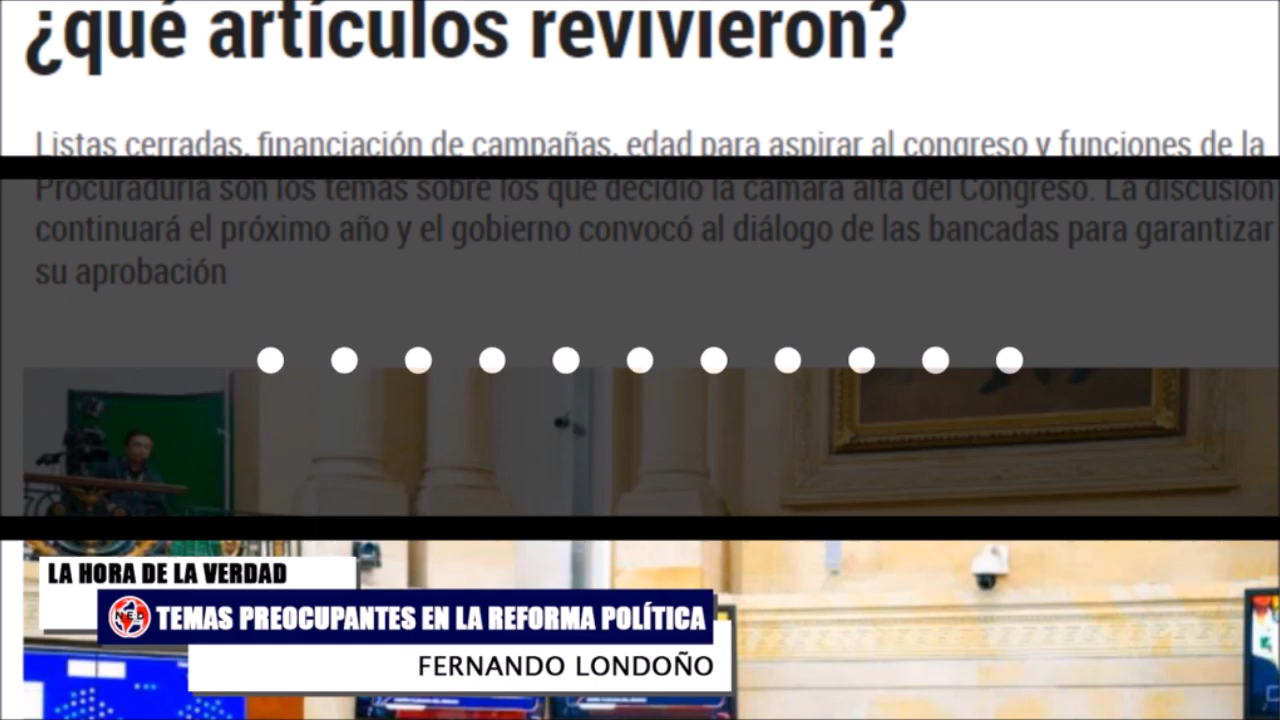 ¿qué artículos revivieron?
Listas cerradas, financiación de campañas, edad para aspirar al congreso y funciones de la
Procuraduría son los temas sobre los que decidió la cámara alta del Congreso. La discusión
continuará el próximo año y el gobierno convocó al diálogo de las bancadas para garantizar
su aprobación
LA HORA DE LA VERDAD
TEMAS PREOCUPANTES EN LA REFORMA POLÍTICA
FERNANDO LONDOÑO